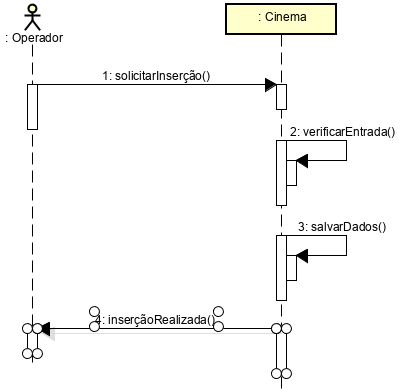 : Operador
: Cinema
1: solicitarInserção()
2: verificarEntrada()
3: salvarDados()
4: inserçãoRealizada()